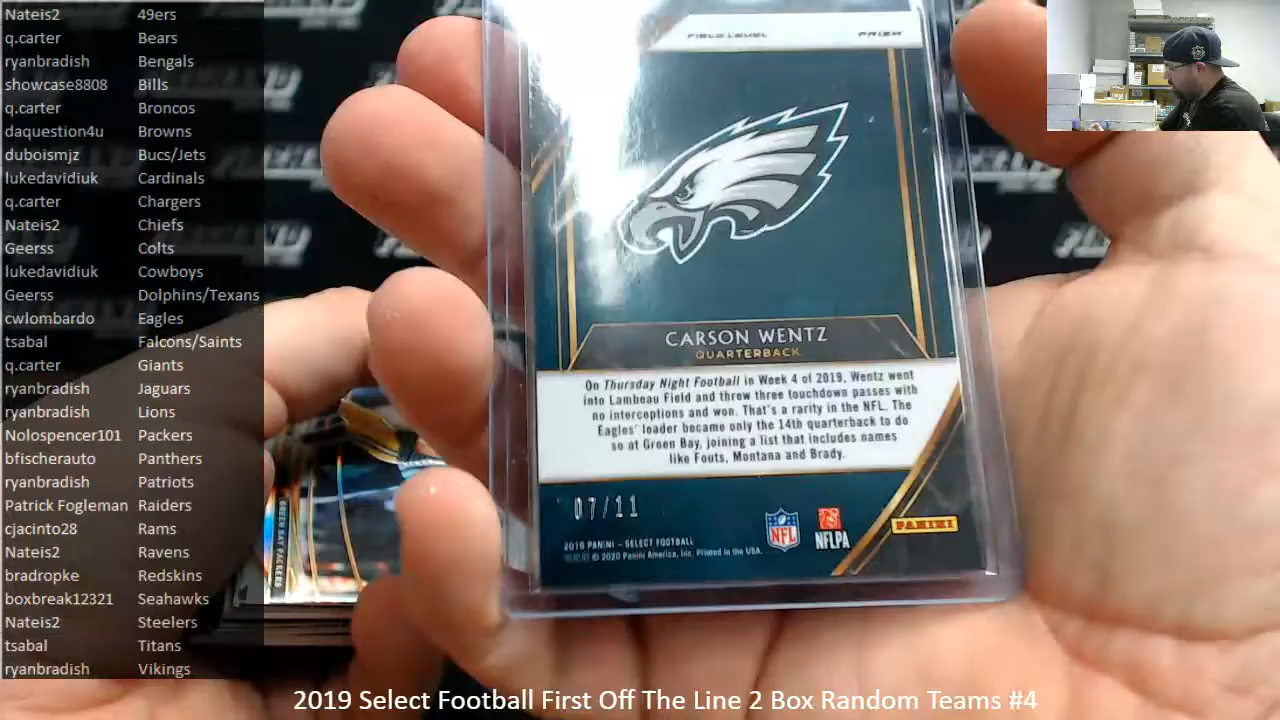 Nateis2 49ers
q.carter Bears
ryanbradish Bengals
showcase8808 Bills
q.carter Broncos
daquestion4u Browns
duboismjz Bucs/Jets
lukedavidiuk Cardinals
q.carter Chargers
Nateis2 Chiefs
Geerss Colts
lukedavidiuk Cowboys
Geerss Dolphins/Texans
cwlombardo Eagles
tsabal Falcons/Saints
q.carter Giants
ryanbradish Jaguars
ryanbradish Lions
Nolospencer101 Packers
bfischerauto Panthers
ryanbradish Patriots
Patrick Fogleman Raiders
cjacinto28 Rams
Nateis2 Ravens
bradropke Redskins
boxbreak12321 Seahawks
Nateis2 Steelers
tsabal Titans
ryanbradish Vikings
FIELD LEVEL PRIZM
CARSON WENTZ
QUARTERBACK
On Thursday Night Football in Week 4 of 2019, Wentz went
into Lambeau Field and threw three touchdown passes with
no interceptions and won. That's a rarity in the NFL. The
Eagles' leader became only the 14th quarterback to do
so at Green Bay, joining a list that includes names
like Fouts, Montana and Brady.
07/11
NFL NFLPA PANINI
2019 PANINI – SELECT FOOTBALL
© 2020 Panini America, Inc. Printed in the USA.
GREEN BAY PACKERS
2019 Select Football First Off The Line 2 Box Random Teams #4